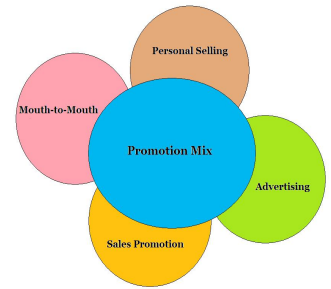 Personal Selling
Mouth-to-Mouth
Promotion Mix
Advertising
Sales Promotion